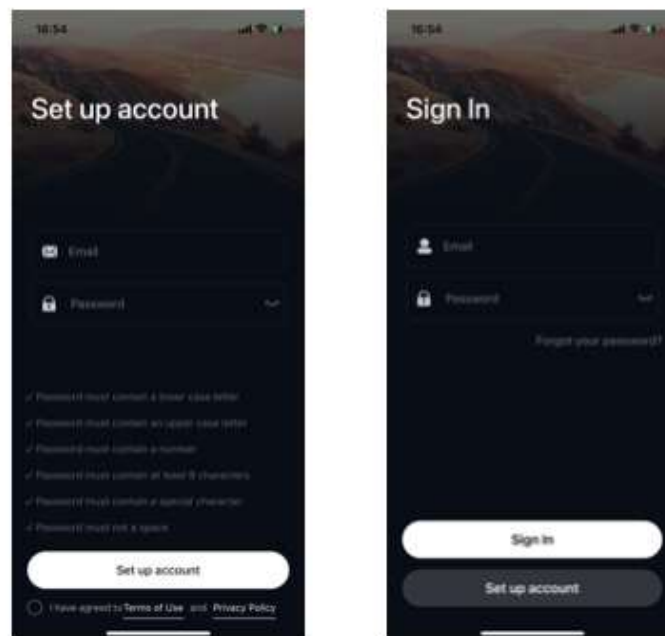 16:54
Set up account
Email
Password
✓ Password must contain a lower case letter
✓ Password must contain an upper case letter
✓ Password must contain a number
✓ Password must contain at least 8 characters
✓ Password must contain a special character
✓ Password must not a space
Set up account
I have agreed to Terms of Use and Privacy Policy
16:54
Sign In
Email
Password
Forgot your password?
Sign In
Set up account